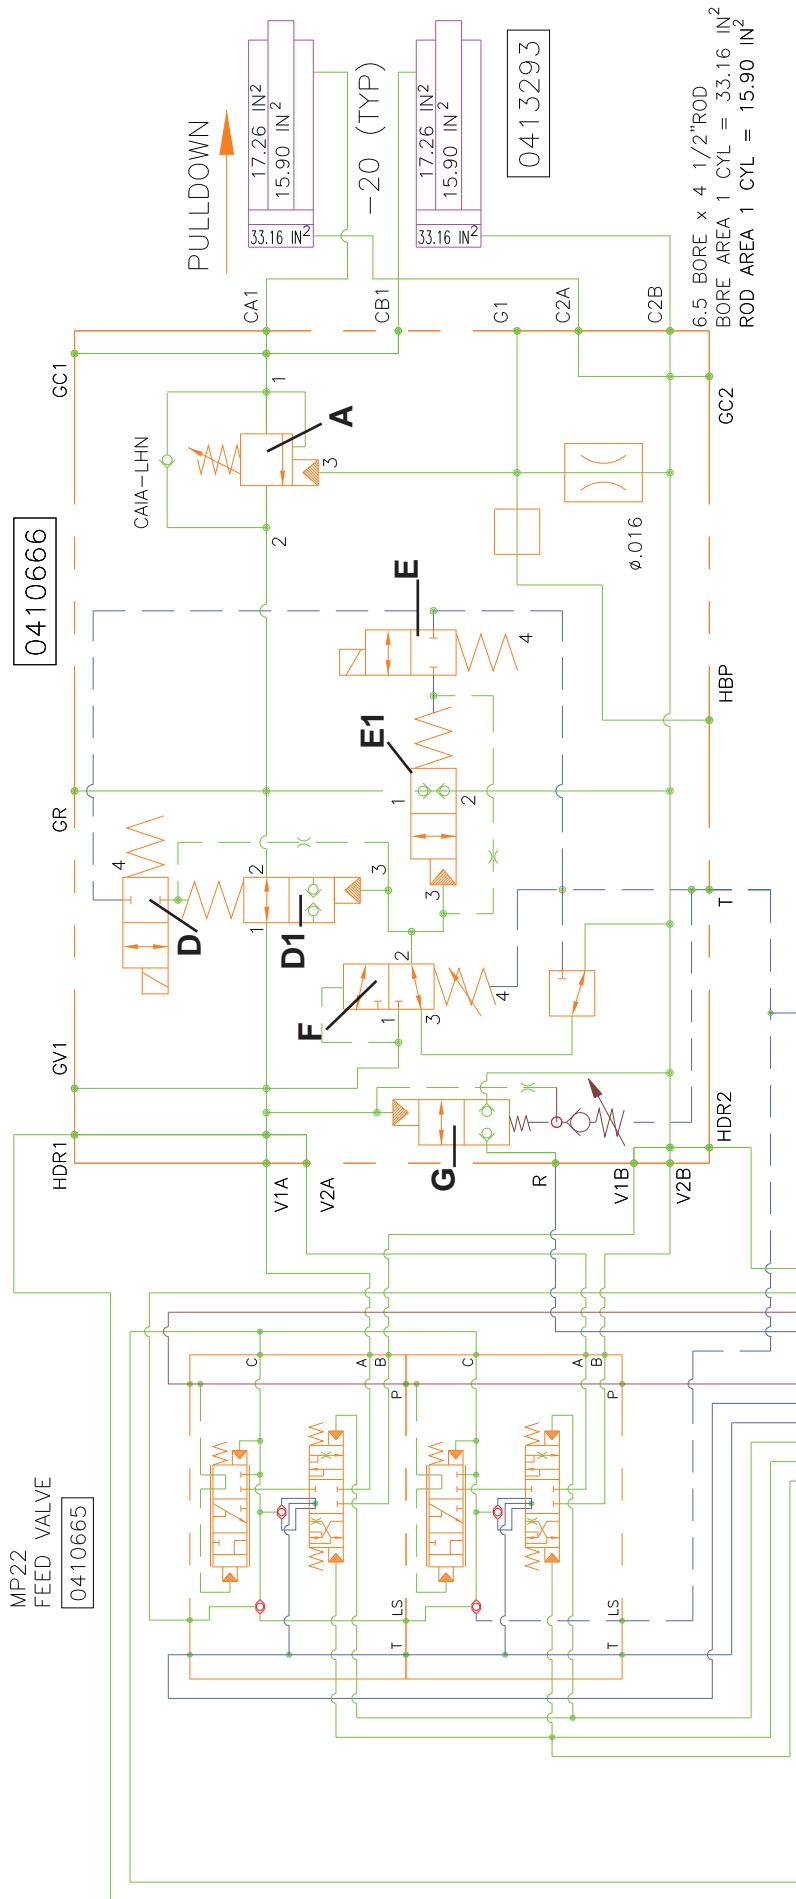 PULLDOWN
17.26 IN²
15.90 IN²
33.16 IN²
-20 (TYP)
17.26 IN²
15.90 IN²
33.16 IN²
0413293
6.5 BORE x 4 1/2"ROD
BORE AREA 1 CYL = 33.16 IN²
ROD AREA 1 CYL = 15.90 IN²
GC1
CA1
CB1
G1
C2A
C2B
GC2
0410666
CAIA-LHN
1
A
3
2
ø.016
E
4
E1
1
2
3
HBP
GR
4
D
2
3
D1
1
F
2
1
3
4
T
GV1
HDR1
V1A
V2A
G
R
V1B
V2B
HDR2
C
A
B
P
C
A
B
P
T
LS
T
LS
MP22
FEED VALVE
0410665